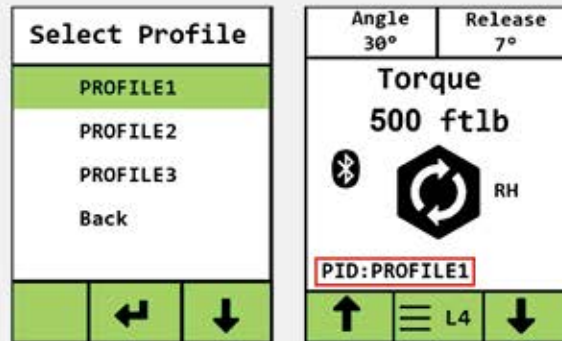 Select Profile
PROFILE1
PROFILE2
PROFILE3
Back
Angle
30°
Release
7°
Torque
500 ftlb
RH
PID:PROFILE1
L4